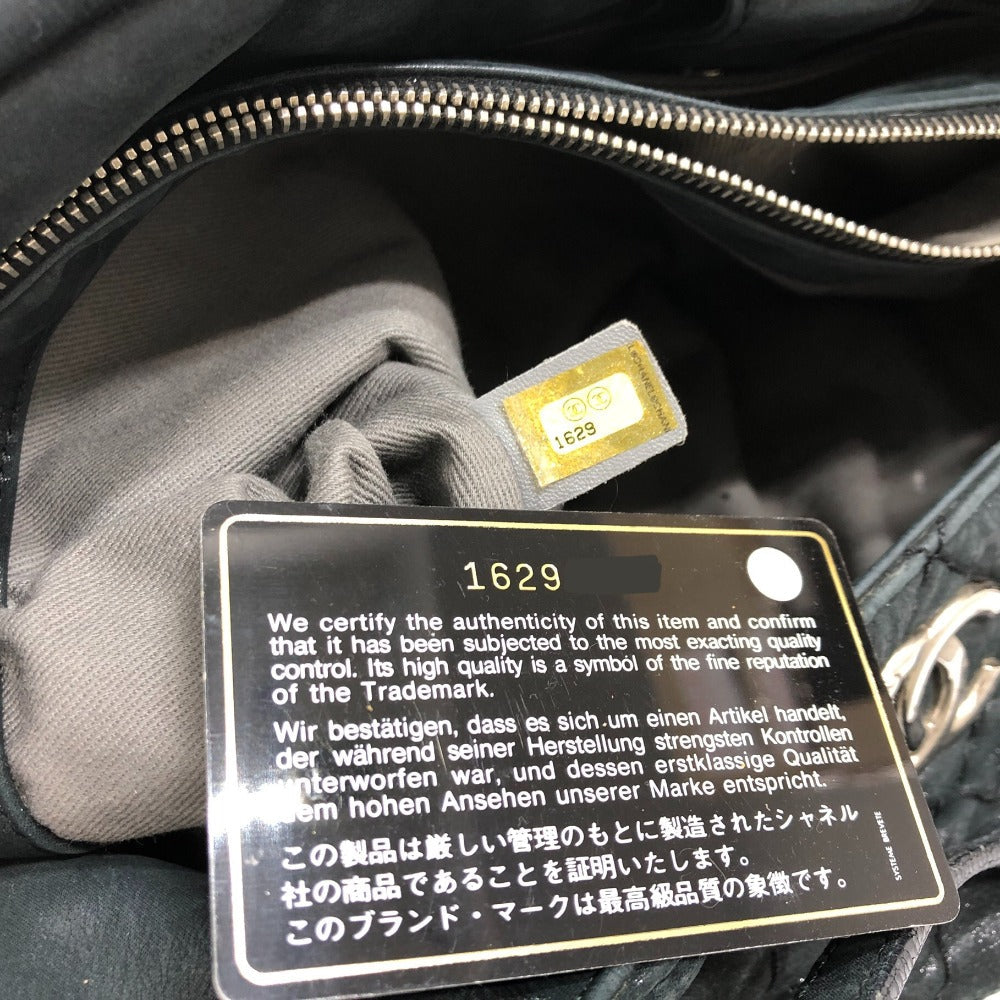 1629
CHANEL
1629
We certify the authenticity of this item and confirm
that it has been subjected to the most exacting quality
control. Its high quality is a symbol of the fine reputation
of the Trademark.
Wir bestätigen, dass es sich um einen Artikel handelt,
der während seiner Herstellung strengsten Kontrollen
unterworfen war, und dessen erstklassige Qualität
dem hohen Ansehen unserer Marke entspricht.
この製品は厳しい管理のもとに製造されたシャネル
社の商品であることを証明いたします。
このブランド・マークは最高級品質の象徴です。
SYSTEME BREVETE